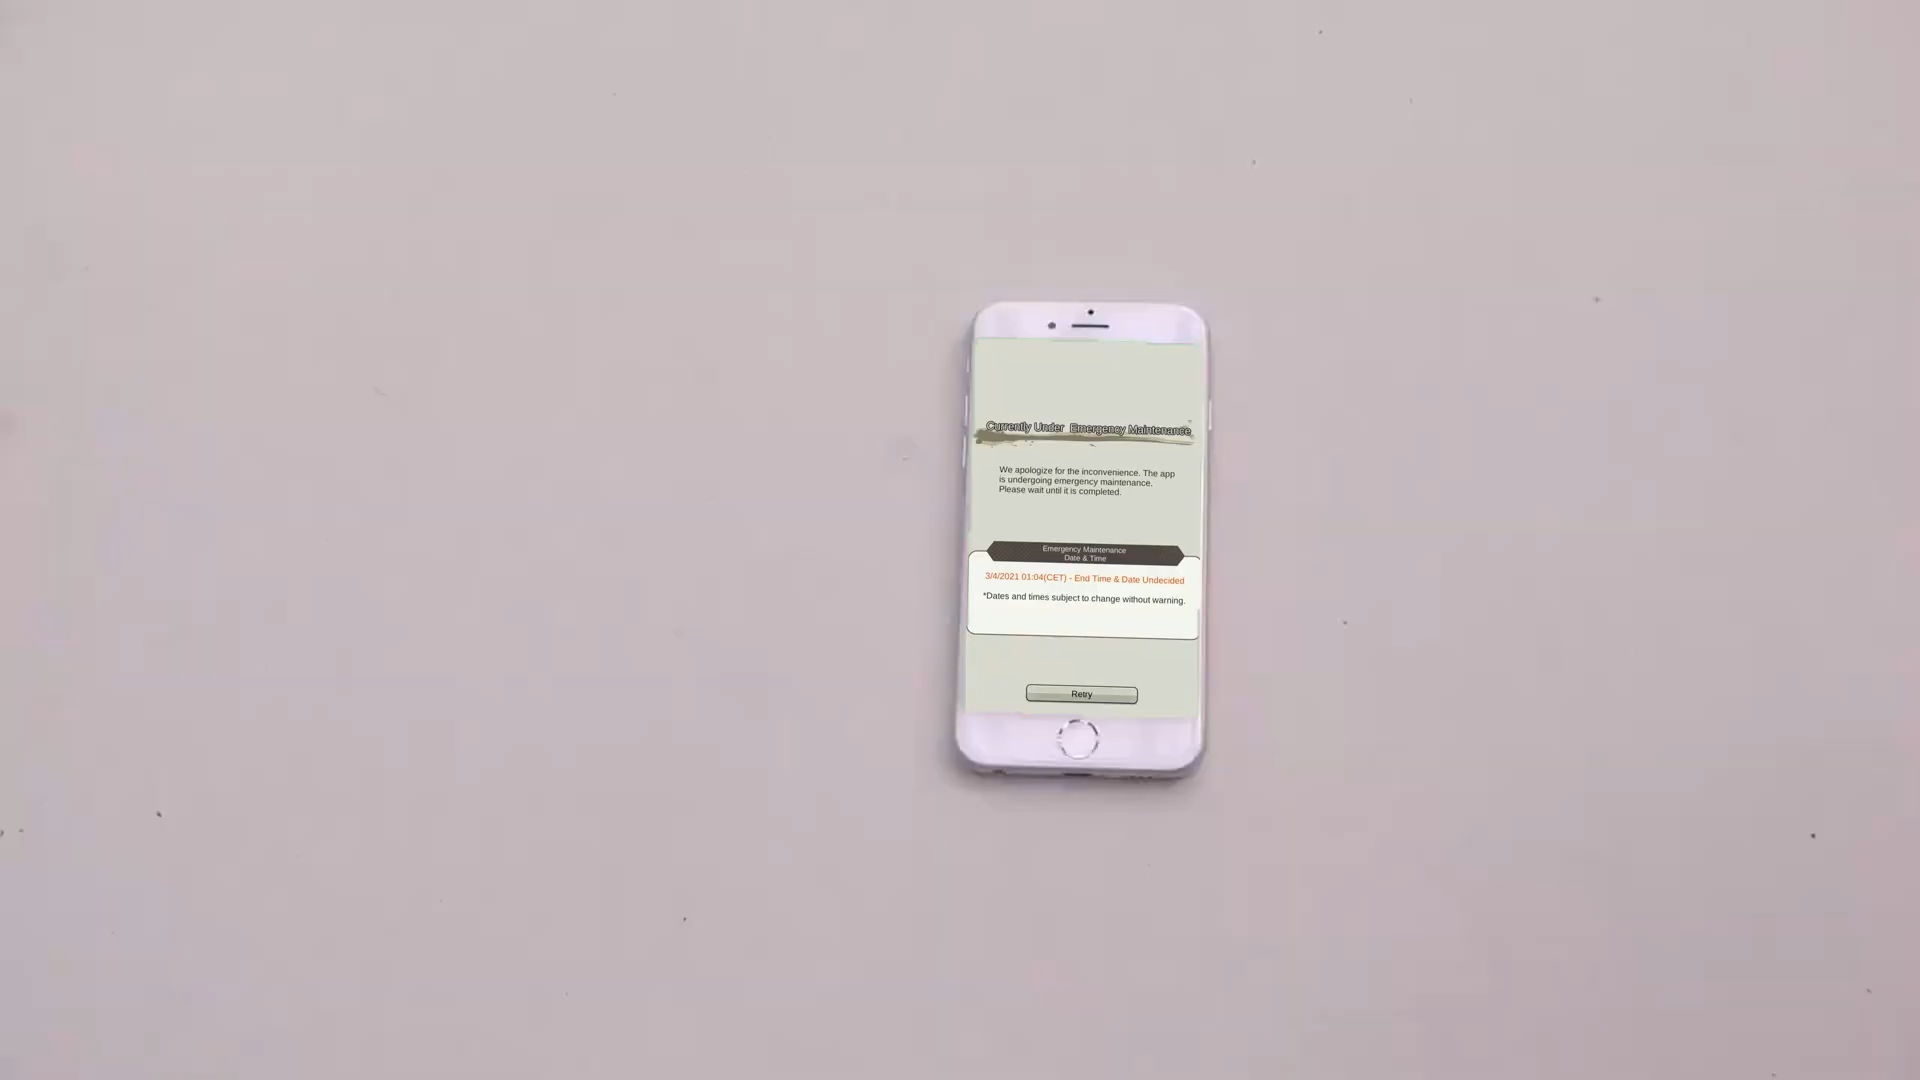 Currently Under Emergency Maintenance
We apologize for the inconvenience. The app
is undergoing emergency maintenance.
Please wait until it is completed.
Emergency Maintenance
Date & Time
3/4/2021 01:04(CET) - End Time & Date Undecided
*Dates and times subject to change without warning.
Retry